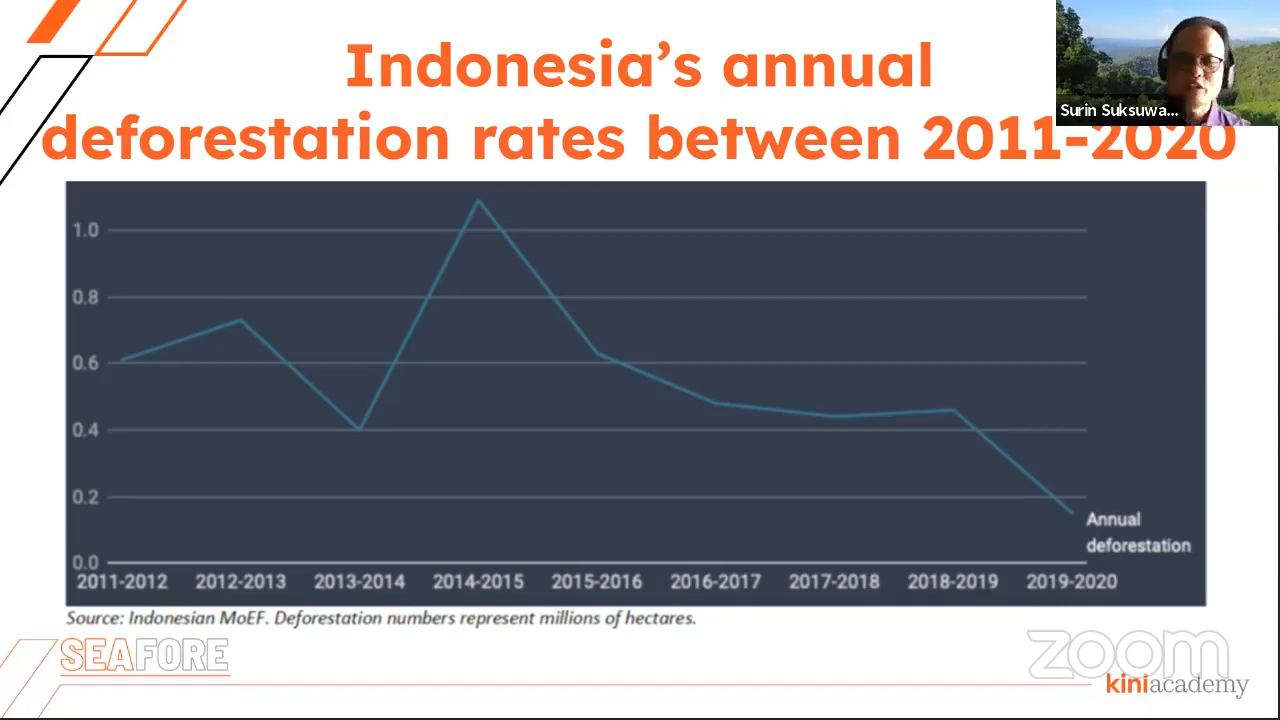 Indonesia's annual
deforestation rates between 2011-2020
Surin Suksuwa...
1.0
0.8
0.6
0.4
0.2
0.0
2011-2012 2012-2013 2013-2014 2014-2015 2015-2016 2016-2017 2017-2018 2018-2019 2019-2020
Annual
deforestation
Source: Indonesian MoEF. Deforestation numbers represent millions of hectares.
SEAFORE
zoom
kiniacademy